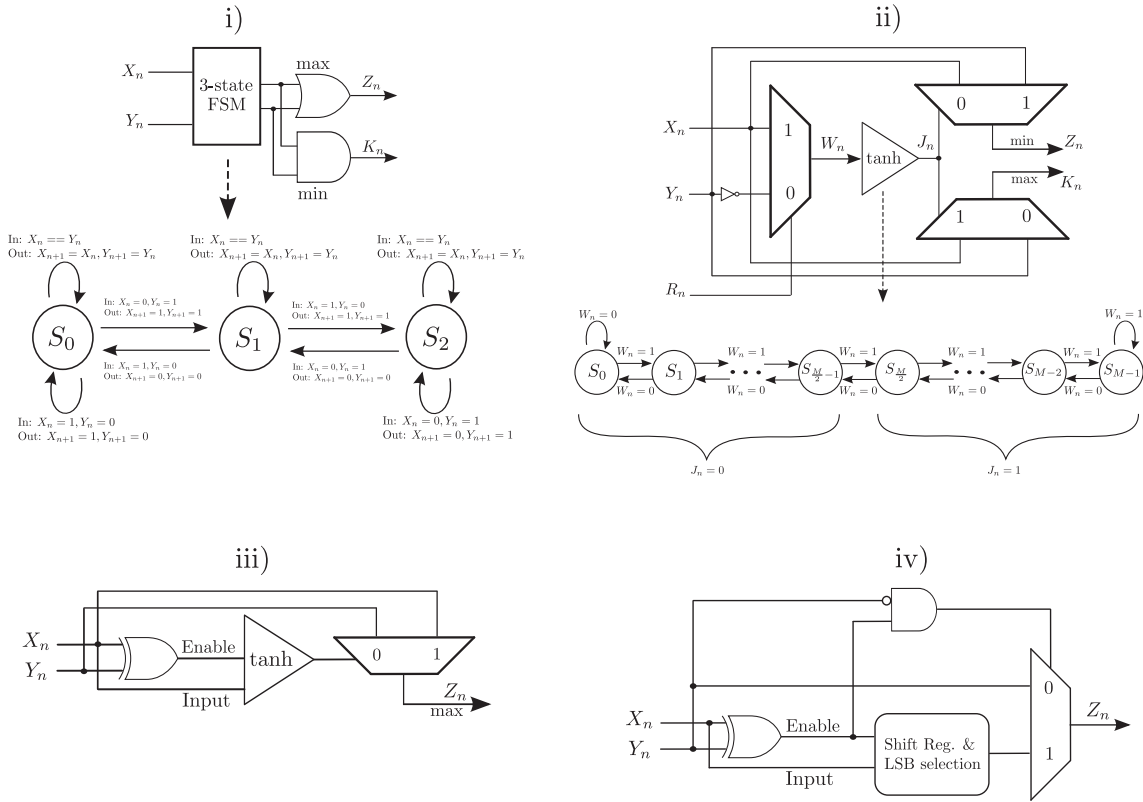 i)
X_n
Y_n
3-state
FSM
max
Z_n
K_n
min
In: X_n == Y_n
Out: X_{n+1} = X_n, Y_{n+1} = Y_n
In: X_n == Y_n
Out: X_{n+1} = X_n, Y_{n+1} = Y_n
In: X_n == Y_n
Out: X_{n+1} = X_n, Y_{n+1} = Y_n
S_0
In: X_n = 0, Y_n = 1
Out: X_{n+1} = 1, Y_{n+1} = 1
In: X_n = 1, Y_n = 0
Out: X_{n+1} = 0, Y_{n+1} = 0
S_1
In: X_n = 1, Y_n = 0
Out: X_{n+1} = 1, Y_{n+1} = 1
In: X_n = 0, Y_n = 1
Out: X_{n+1} = 0, Y_{n+1} = 0
S_2
In: X_n = 1, Y_n = 0
Out: X_{n+1} = 1, Y_{n+1} = 0
In: X_n = 0, Y_n = 1
Out: X_{n+1} = 0, Y_{n+1} = 1
ii)
X_n
Y_n
R_n
1
0
W_n
tanh
J_n
0 1
min
Z_n
max
K_n
1 0
W_n = 0
W_n = 1
W_n = 1
W_n = 1
W_n = 1
W_n = 1
W_n = 1
W_n = 1
S_0
S_1
S_{M/2 - 1}
S_{M/2}
S_{M-2}
S_{M-1}
W_n = 0
W_n = 0
W_n = 0
W_n = 0
W_n = 0
W_n = 0
J_n = 0
J_n = 1
iii)
X_n
Y_n
Enable
Input
tanh
0 1
Z_n
max
iv)
X_n
Y_n
Enable
Input
Shift Reg. &
LSB selection
0
1
Z_n